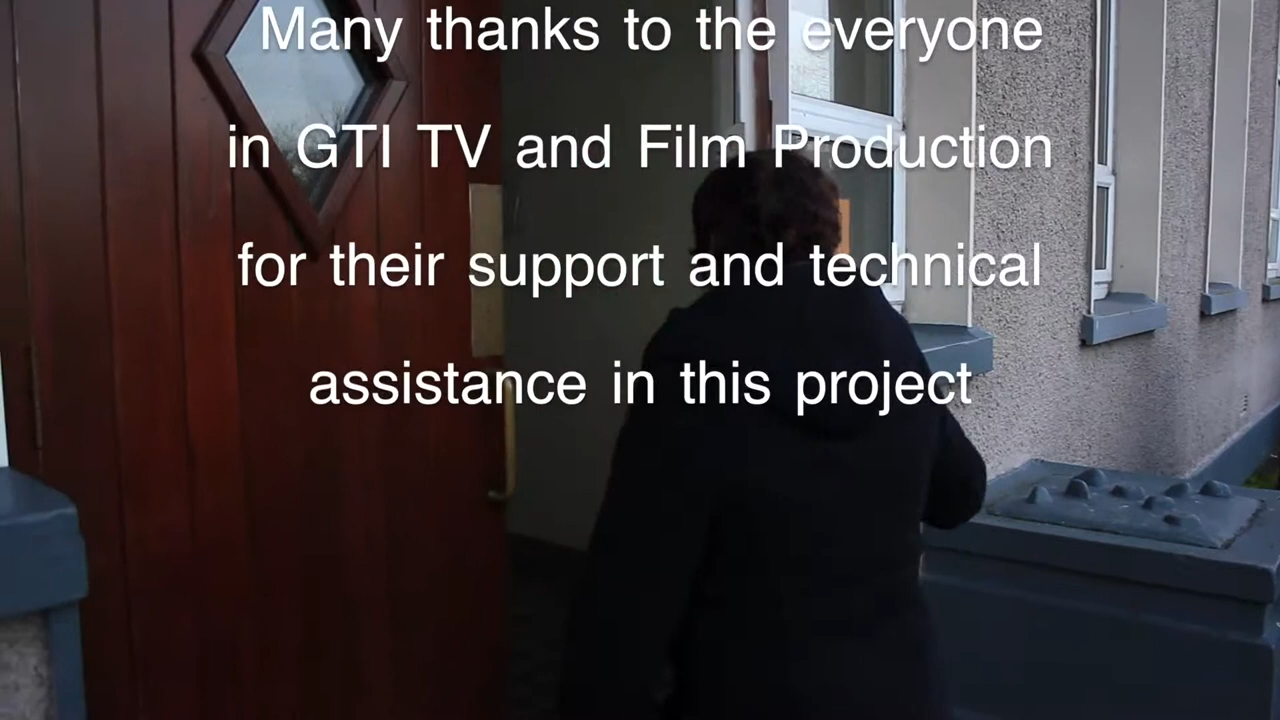 Many thanks to the everyone
in GTI TV and Film Production
for their support and technical
assistance in this project